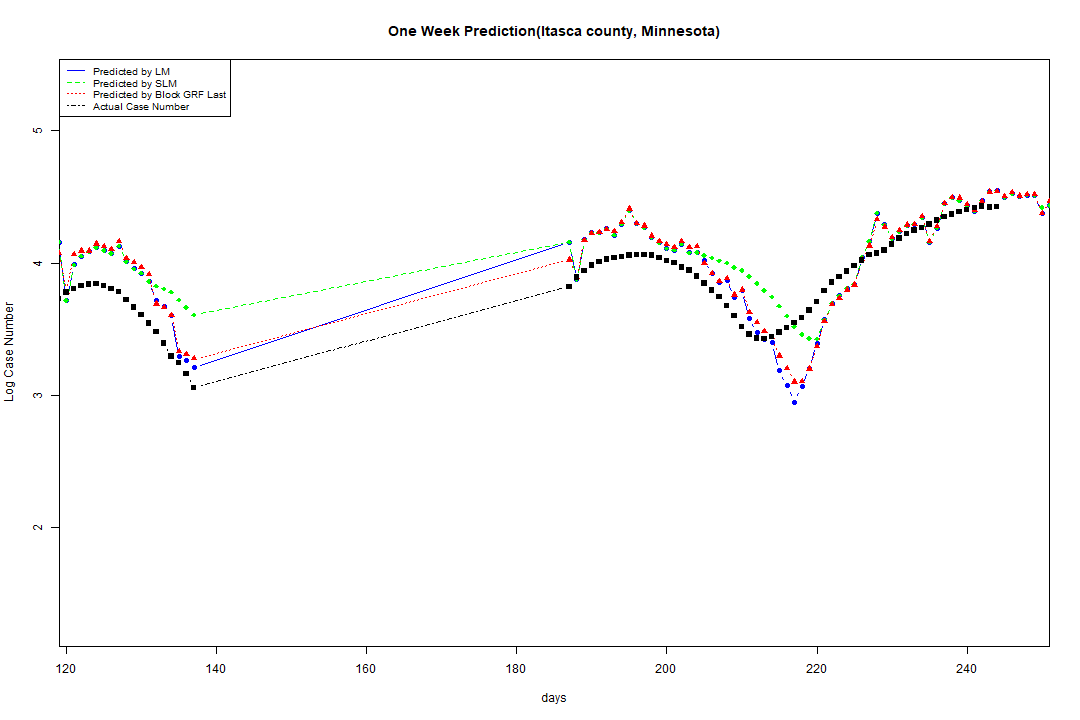 One Week Prediction(Itasca county, Minnesota)
Predicted by LM
Predicted by SLM
Predicted by Block GRF Last
Actual Case Number
5
4
3
2
Log Case Number
120 140 160 180 200 220 240
days